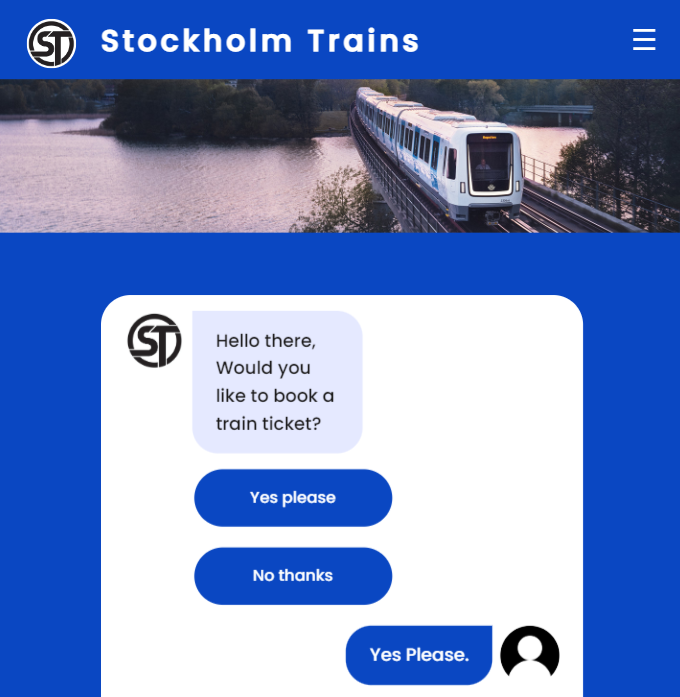 ST Stockholm Trains
ST
Hello there,
Would you
like to book a
train ticket?
Yes please
No thanks
Yes Please.